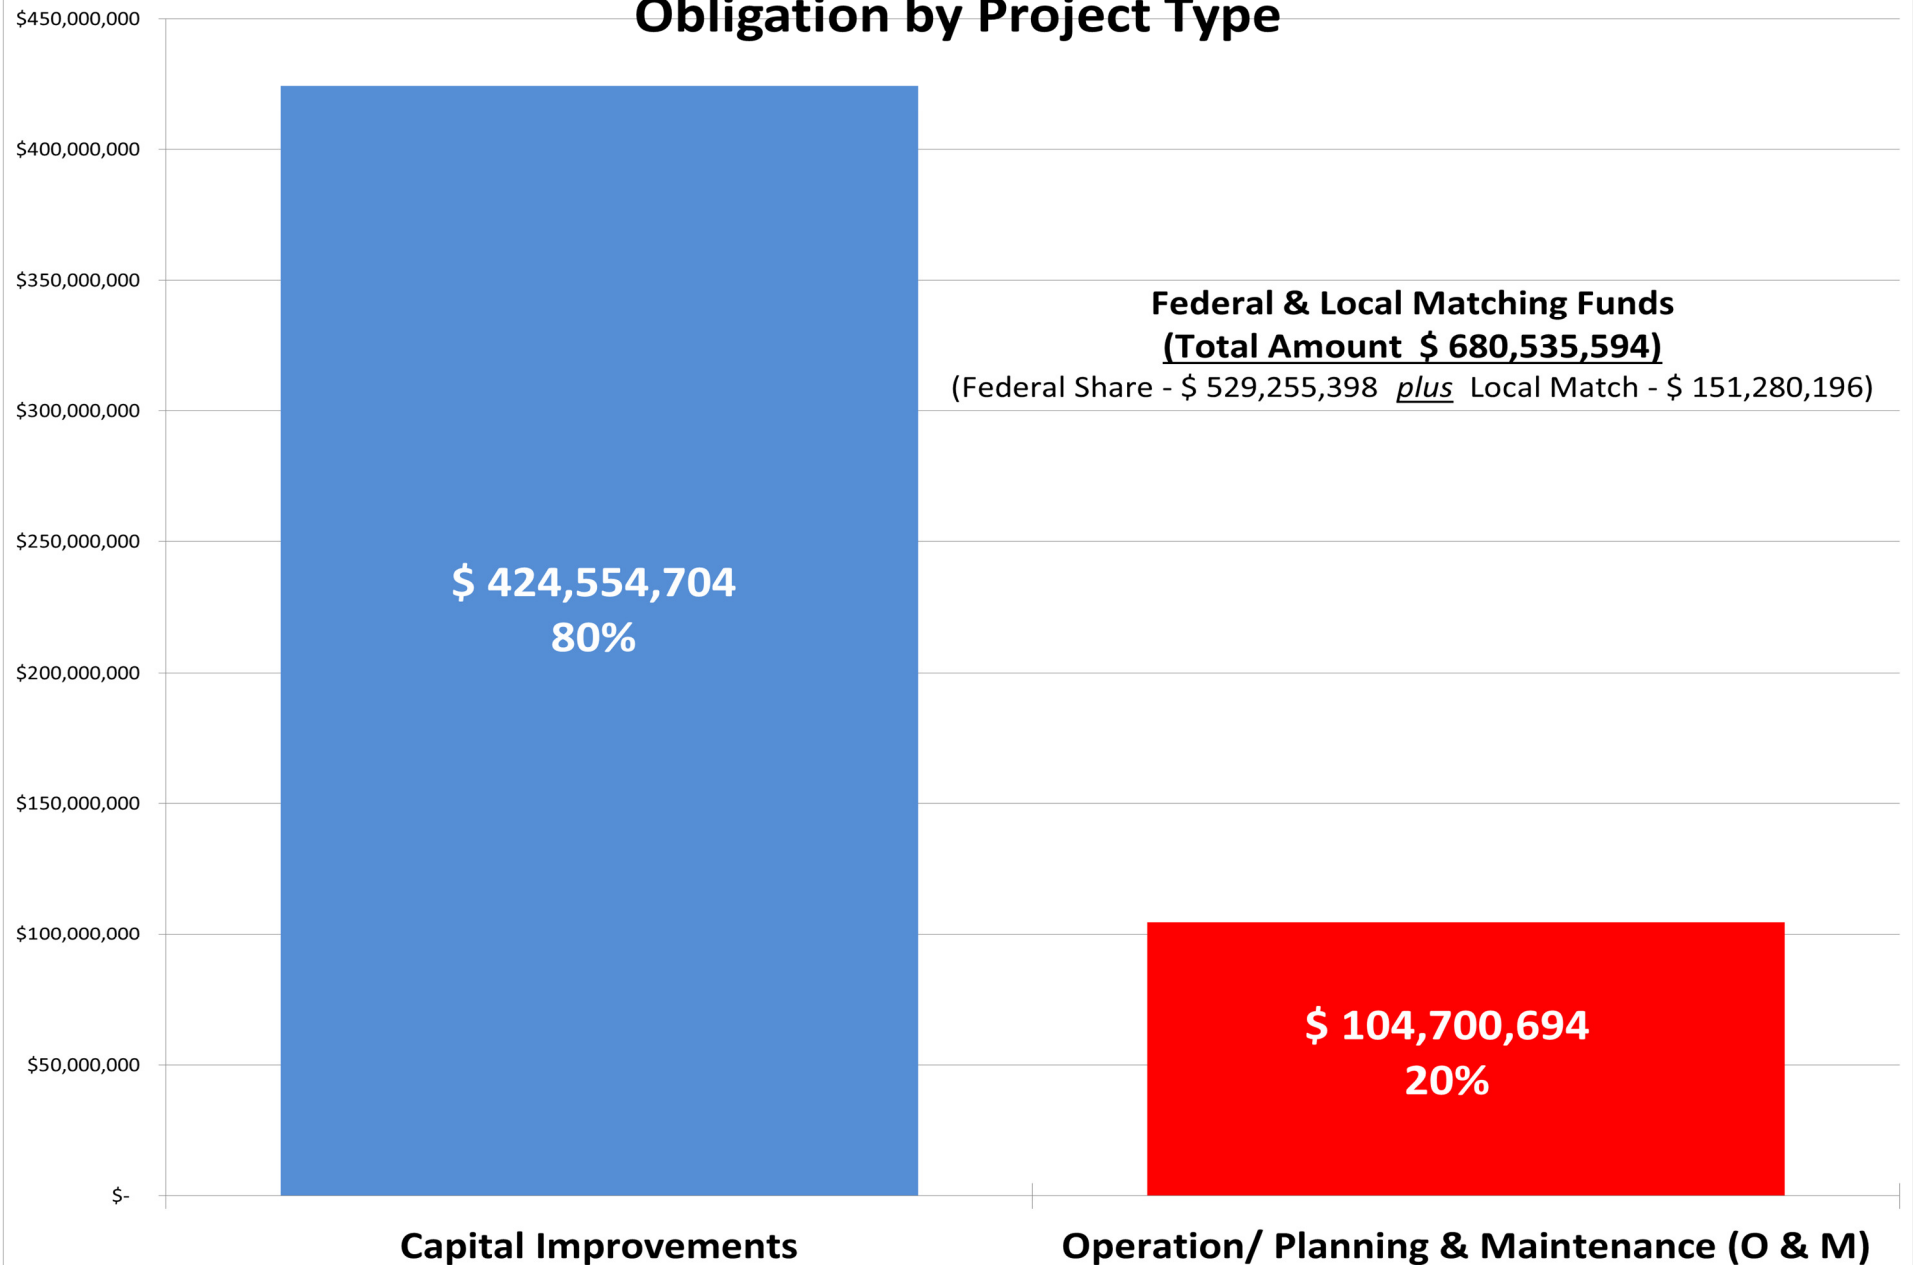 Obligation by Project Type
$450,000,000
$400,000,000
$350,000,000
$300,000,000
$250,000,000
$200,000,000
$150,000,000
$100,000,000
$50,000,000
$-
Federal & Local Matching Funds
(Total Amount $ 680,535,594)
(Federal Share - $ 529,255,398 plus Local Match - $ 151,280,196)
$ 424,554,704
80%
$ 104,700,694
20%
Capital Improvements
Operation/ Planning & Maintenance (O & M)